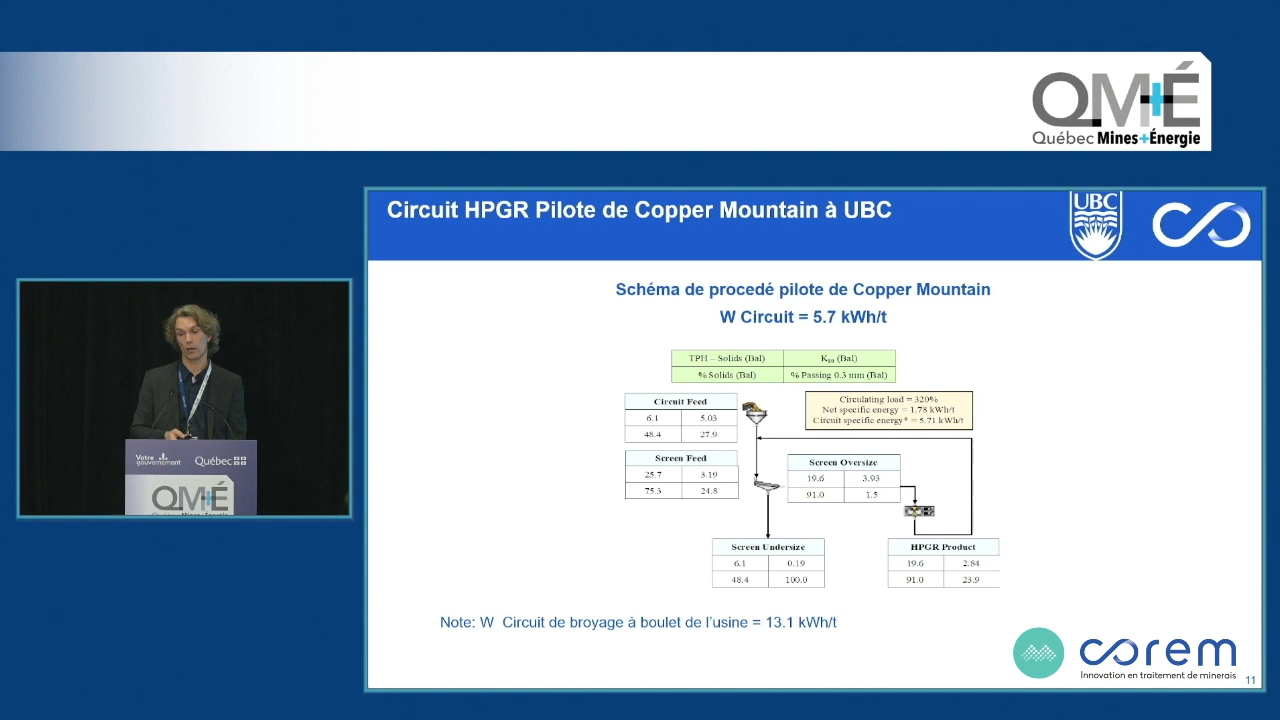 QM+É
Québec Mines+Énergie
Circuit HPGR Pilote de Copper Mountain à UBC
UBC
Schéma de procedé pilote de Copper Mountain
W Circuit = 5.7 kWh/t
TPH – Solids (Bal) K80 (Bal)
% Solids (Bal) % Passing 0.3 mm (Bal)
Circuit Feed
6.1 5.03
48.4 27.9
Circulating load = 320%
Net specific energy = 1.78 kWh/t
Circuit specific energy* = 5.71 kWh/t
Screen Feed
25.7 3.19
75.3 24.8
Screen Oversize
19.6 3.93
91.0 1.5
Screen Undersize
6.1 0.19
48.4 100.0
HPGR Product
19.6 2.84
91.0 23.9
Note: W Circuit de broyage à boulet de l'usine = 13.1 kWh/t
corem
Innovation en traitement de minerais
11
Votre
gouvernement
Québec
QM+É